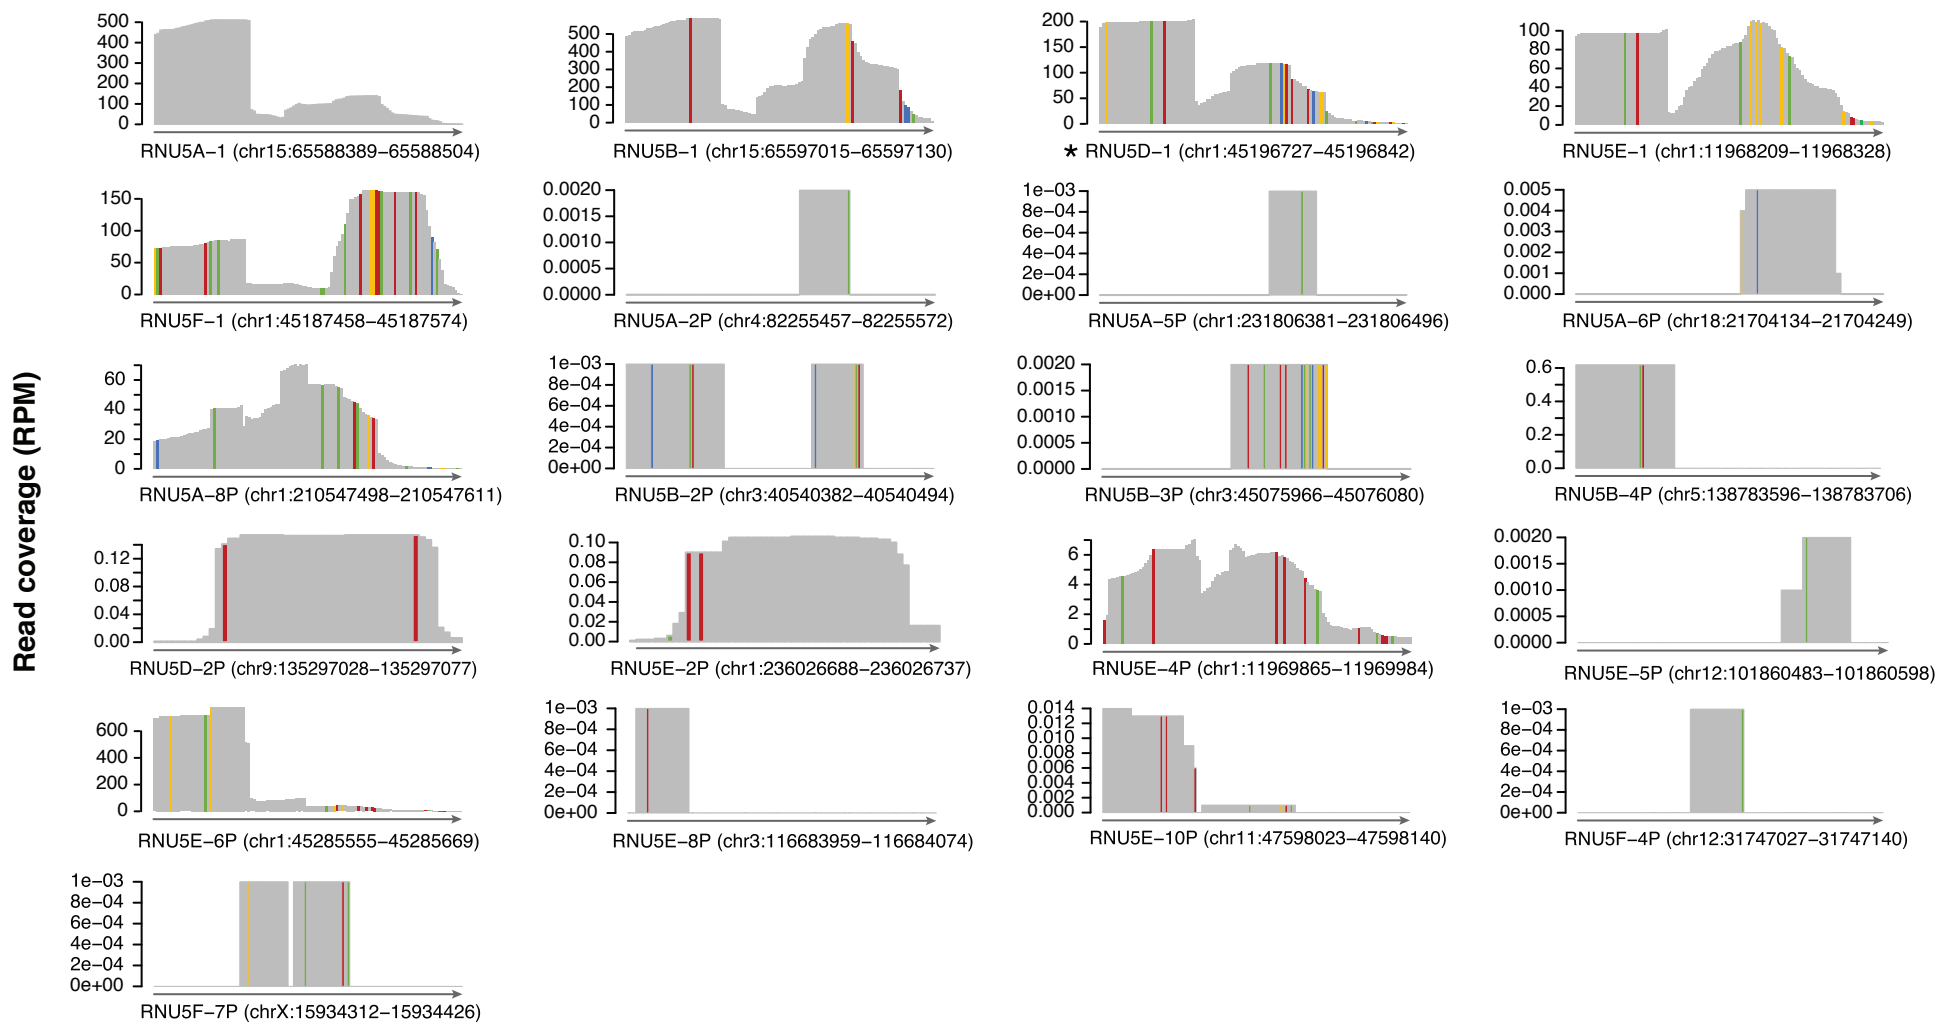 Read coverage (RPM)
500
400
300
200
100
0
RNU5A−1 (chr15:65588389−65588504)
500
400
300
200
100
0
RNU5B−1 (chr15:65597015−65597130)
200
150
100
50
0
* RNU5D−1 (chr1:45196727−45196842)
100
80
60
40
20
0
RNU5E−1 (chr1:11968209−11968328)
150
100
50
0
RNU5F−1 (chr1:45187458−45187574)
0.0020
0.0015
0.0010
0.0005
0.0000
RNU5A−2P (chr4:82255457−82255572)
1e−03
8e−04
6e−04
4e−04
2e−04
0e+00
RNU5A−5P (chr1:231806381−231806496)
0.005
0.004
0.003
0.002
0.001
0.000
RNU5A−6P (chr18:21704134−21704249)
60
40
20
0
RNU5A−8P (chr1:210547498−210547611)
1e−03
8e−04
6e−04
4e−04
2e−04
0e+00
RNU5B−2P (chr3:40540382−40540494)
0.0020
0.0015
0.0010
0.0005
0.0000
RNU5B−3P (chr3:45075966−45076080)
0.6
0.4
0.2
0.0
RNU5B−4P (chr5:138783596−138783706)
0.12
0.08
0.04
0.00
RNU5D−2P (chr9:135297028−135297077)
0.10
0.08
0.06
0.04
0.02
0.00
RNU5E−2P (chr1:236026688−236026737)
6
4
2
0
RNU5E−4P (chr1:11969865−11969984)
0.0020
0.0015
0.0010
0.0005
0.0000
RNU5E−5P (chr12:101860483−101860598)
600
400
200
0
RNU5E−6P (chr1:45285555−45285669)
1e−03
8e−04
6e−04
4e−04
2e−04
0e+00
RNU5E−8P (chr3:116683959−116684074)
0.014
0.012
0.010
0.008
0.006
0.004
0.002
0.000
RNU5E−10P (chr11:47598023−47598140)
1e−03
8e−04
6e−04
4e−04
2e−04
0e+00
RNU5F−4P (chr12:31747027−31747140)
1e−03
8e−04
6e−04
4e−04
2e−04
0e+00
RNU5F−7P (chrX:15934312−15934426)